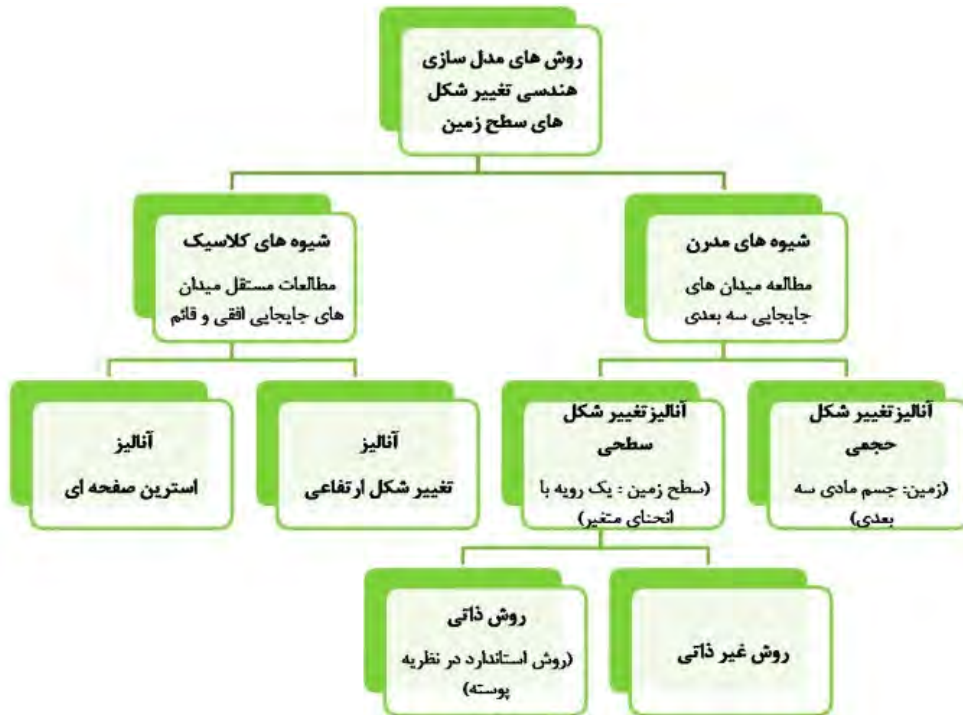 روش های مدل سازی
هندسی تغییر شکل
های سطح زمین
شیوه های مدرن
مطالعه میدان های
جابجایی سه بعدی
شیوه های کلاسیک
مطالعات مستقل میدان
های جابجایی افقی و قائم
آنالیز تغییر شکل
حجمی
(زمین: جسم مادی سه
بعدی)
آنالیز تغییر شکل
سطحی
(سطح زمین : یک رویه با
انحنای متغیر)
آنالیز
تغییر شکل ارتفاعی
آنالیز
استرین صفحه ای
روش غیر ذاتی
روش ذاتی
(روش استاندارد در نظریه
پوسته)